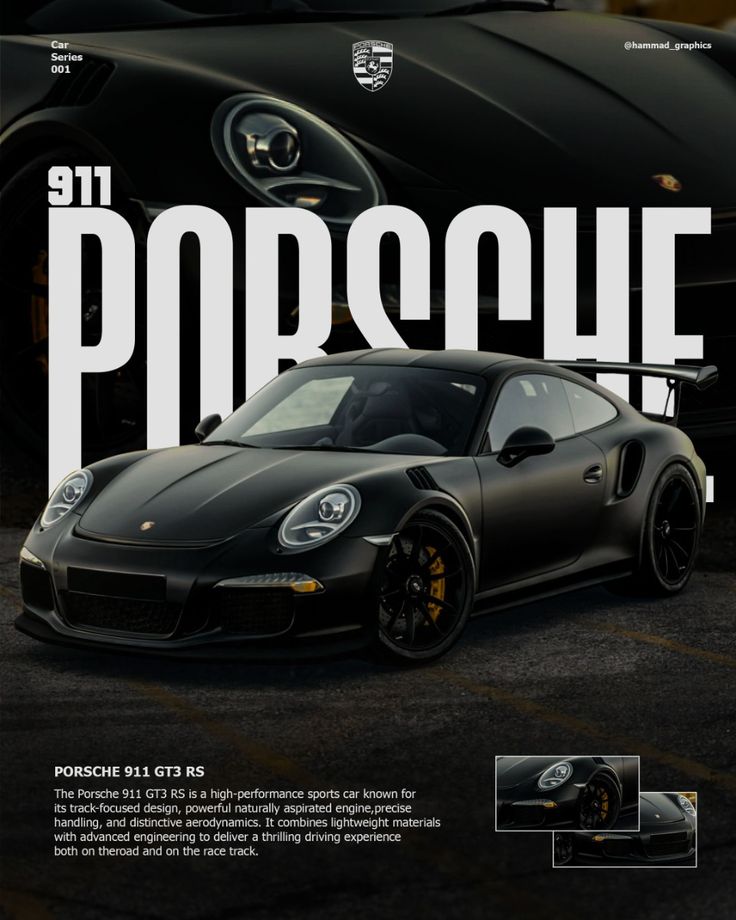 Car
Series
001
PORSCHE
@hammad_graphics
911
PORSCHE
PORSCHE 911 GT3 RS
The Porsche 911 GT3 RS is a high-performance sports car known for
its track-focused design, powerful naturally aspirated engine,precise
handling, and distinctive aerodynamics. It combines lightweight materials
with advanced engineering to deliver a thrilling driving experience
both on theroad and on the race track.